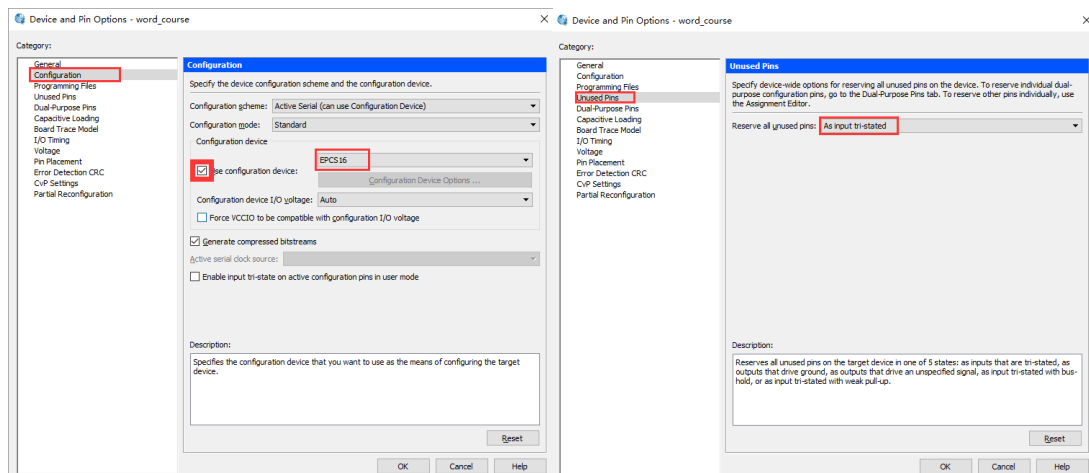 Device and Pin Options - word_course
Category:
General
Configuration
Programming Files
Unused Pins
Dual-Purpose Pins
Capacitive Loading
Board Trace Model
I/O Timing
Voltage
Pin Placement
Error Detection CRC
CvP Settings
Partial Reconfiguration
Configuration
Specify the device configuration scheme and the configuration device.
Configuration scheme: Active Serial (can use Configuration Device)
Configuration mode: Standard
Configuration device
Use configuration device: EPCS16
Configuration Device Options ...
Configuration device I/O voltage: Auto
Force VCCIO to be compatible with configuration I/O voltage
Generate compressed bitstreams
Active serial clock source:
Enable input tri-state on active configuration pins in user mode
Description:
Specifies the configuration device that you want to use as the means of configuring the target
device.
Reset
OK Cancel Help
Device and Pin Options - word_course
Category:
General
Configuration
Programming Files
Unused Pins
Dual-Purpose Pins
Capacitive Loading
Board Trace Model
I/O Timing
Voltage
Pin Placement
Error Detection CRC
CvP Settings
Partial Reconfiguration
Unused Pins
Specify device-wide options for reserving all unused pins on the device. To reserve individual dual-
purpose configuration pins, go to the Dual-Purpose Pins tab. To reserve other pins individually, use
the Assignment Editor.
Reserve all unused pins: As input tri-stated
Description:
Reserves all unused pins on the target device in one of 5 states: as inputs that are tri-stated, as
outputs that drive ground, as outputs that drive an unspecified signal, as input tri-stated with bus-
hold, or as input tri-stated with weak pull-up.
Reset
OK Cancel Help